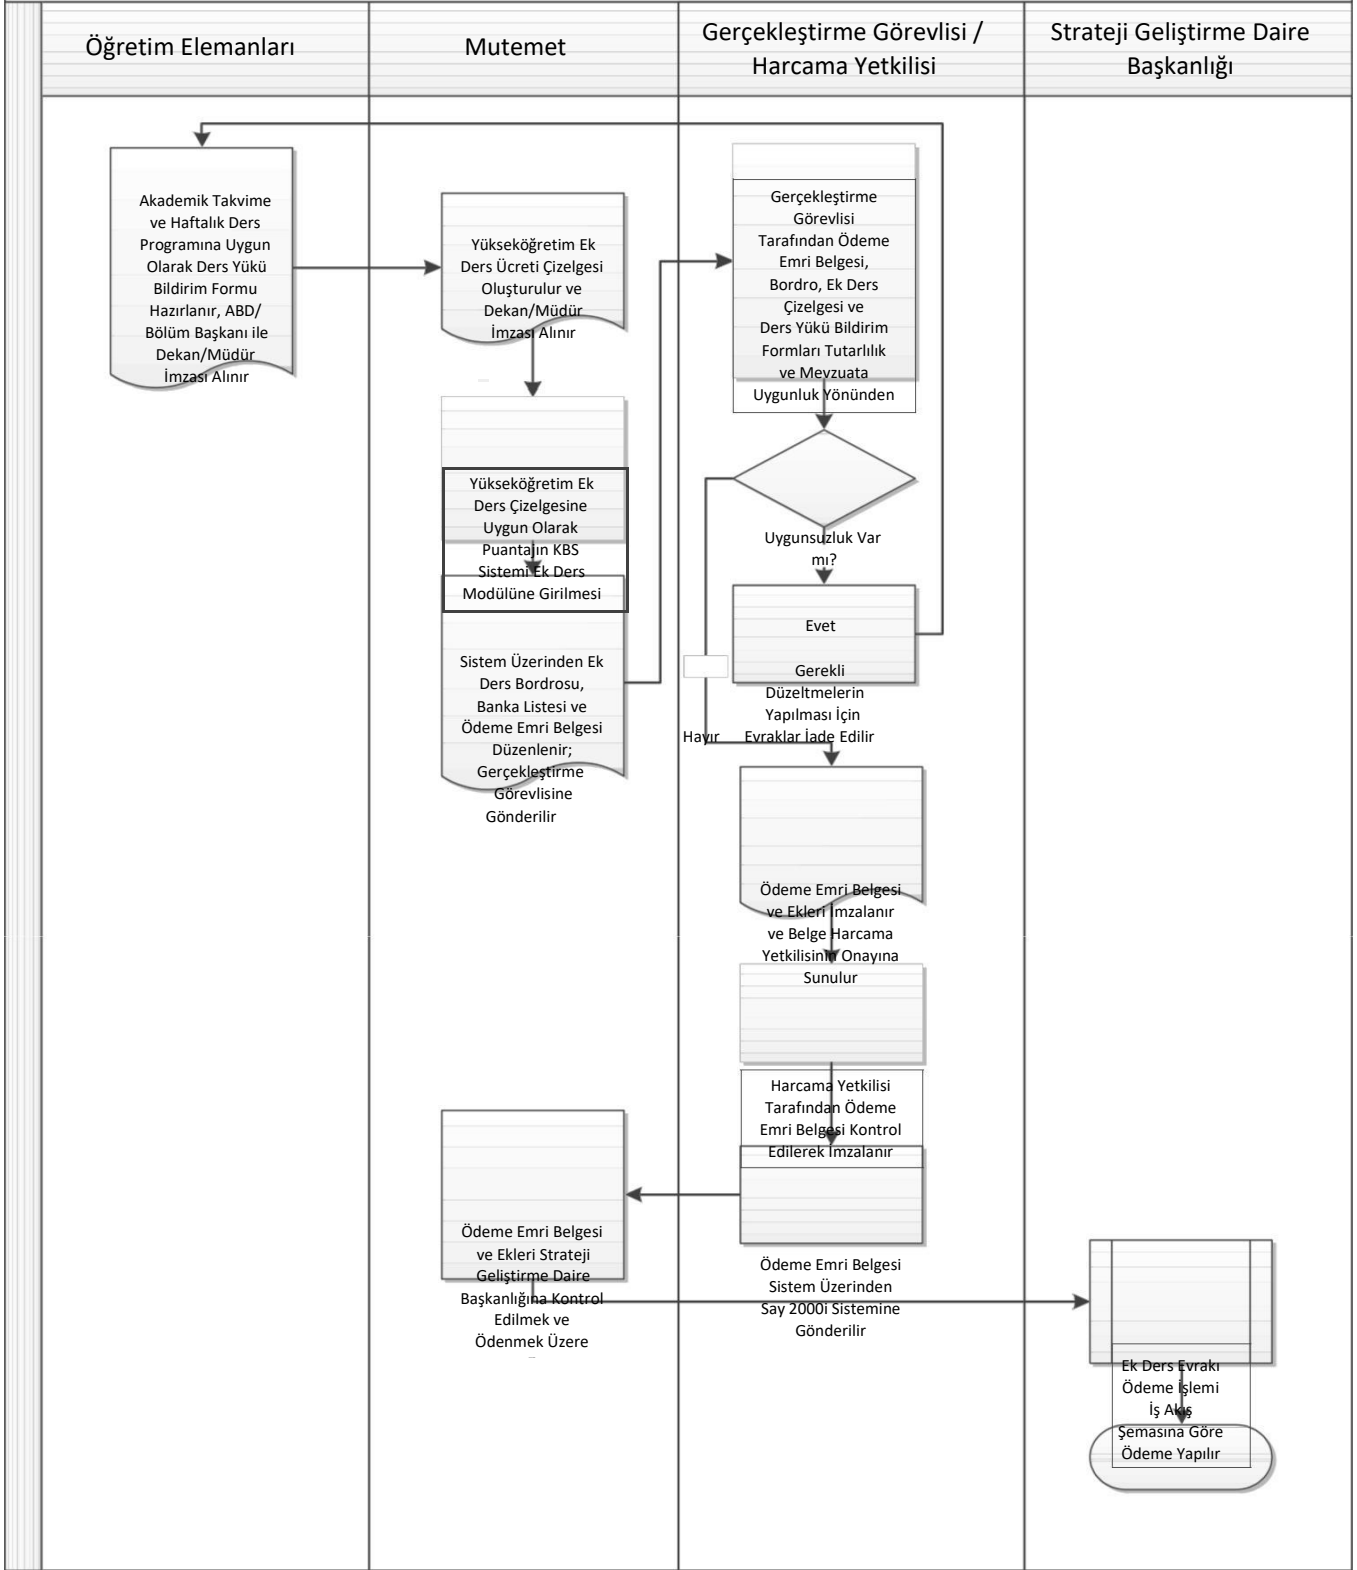 Öğretim Elemanları
Mutemet
Gerçekleştirme Görevlisi /
Harcama Yetkilisi
Strateji Geliştirme Daire
Başkanlığı
Akademik Takvime
ve Haftalık Ders
Programına Uygun
Olarak Ders Yükü
Bildirim Formu
Hazırlanır, ABD/
Bölüm Başkanı ile
Dekan/Müdür
İmzası Alınır
Yükseköğretim Ek
Ders Ücreti Çizelgesi
Oluşturulur ve
Dekan/Müdür
İmzası Alınır
Yükseköğretim Ek
Ders Çizelgesine
Uygun Olarak
Puantajın KBS
Sistemi Ek Ders
Modülüne Girilmesi
Sistem Üzerinden Ek
Ders Bordrosu,
Banka Listesi ve
Ödeme Emri Belgesi
Düzenlenir;
Gerçekleştirme
Görevlisine
Gönderilir
Gerçekleştirme
Görevlisi
Tarafından Ödeme
Emri Belgesi,
Bordro, Ek Ders
Çizelgesi ve
Ders Yükü Bildirim
Formları Tutarlılık
ve Mevzuata
Uygunluk Yönünden
Uygunsuzluk Var
mı?
Evet
Gerekli
Düzeltmelerin
Yapılması İçin
Evraklar İade Edilir
Hayır
Ödeme Emri Belgesi
ve Ekleri İmzalanır
ve Belge Harcama
Yetkilisinin Onayına
Sunulur
Harcama Yetkilisi
Tarafından Ödeme
Emri Belgesi Kontrol
Edilerek İmzalanır
Ödeme Emri Belgesi
Sistem Üzerinden
Say 2000i Sistemine
Gönderilir
Ödeme Emri Belgesi
ve Ekleri Strateji
Geliştirme Daire
Başkanlığına Kontrol
Edilmek ve
Ödenmek Üzere
Ek Ders Evrakı
Ödeme İşlemi
İş Akış
Şemasına Göre
Ödeme Yapılır